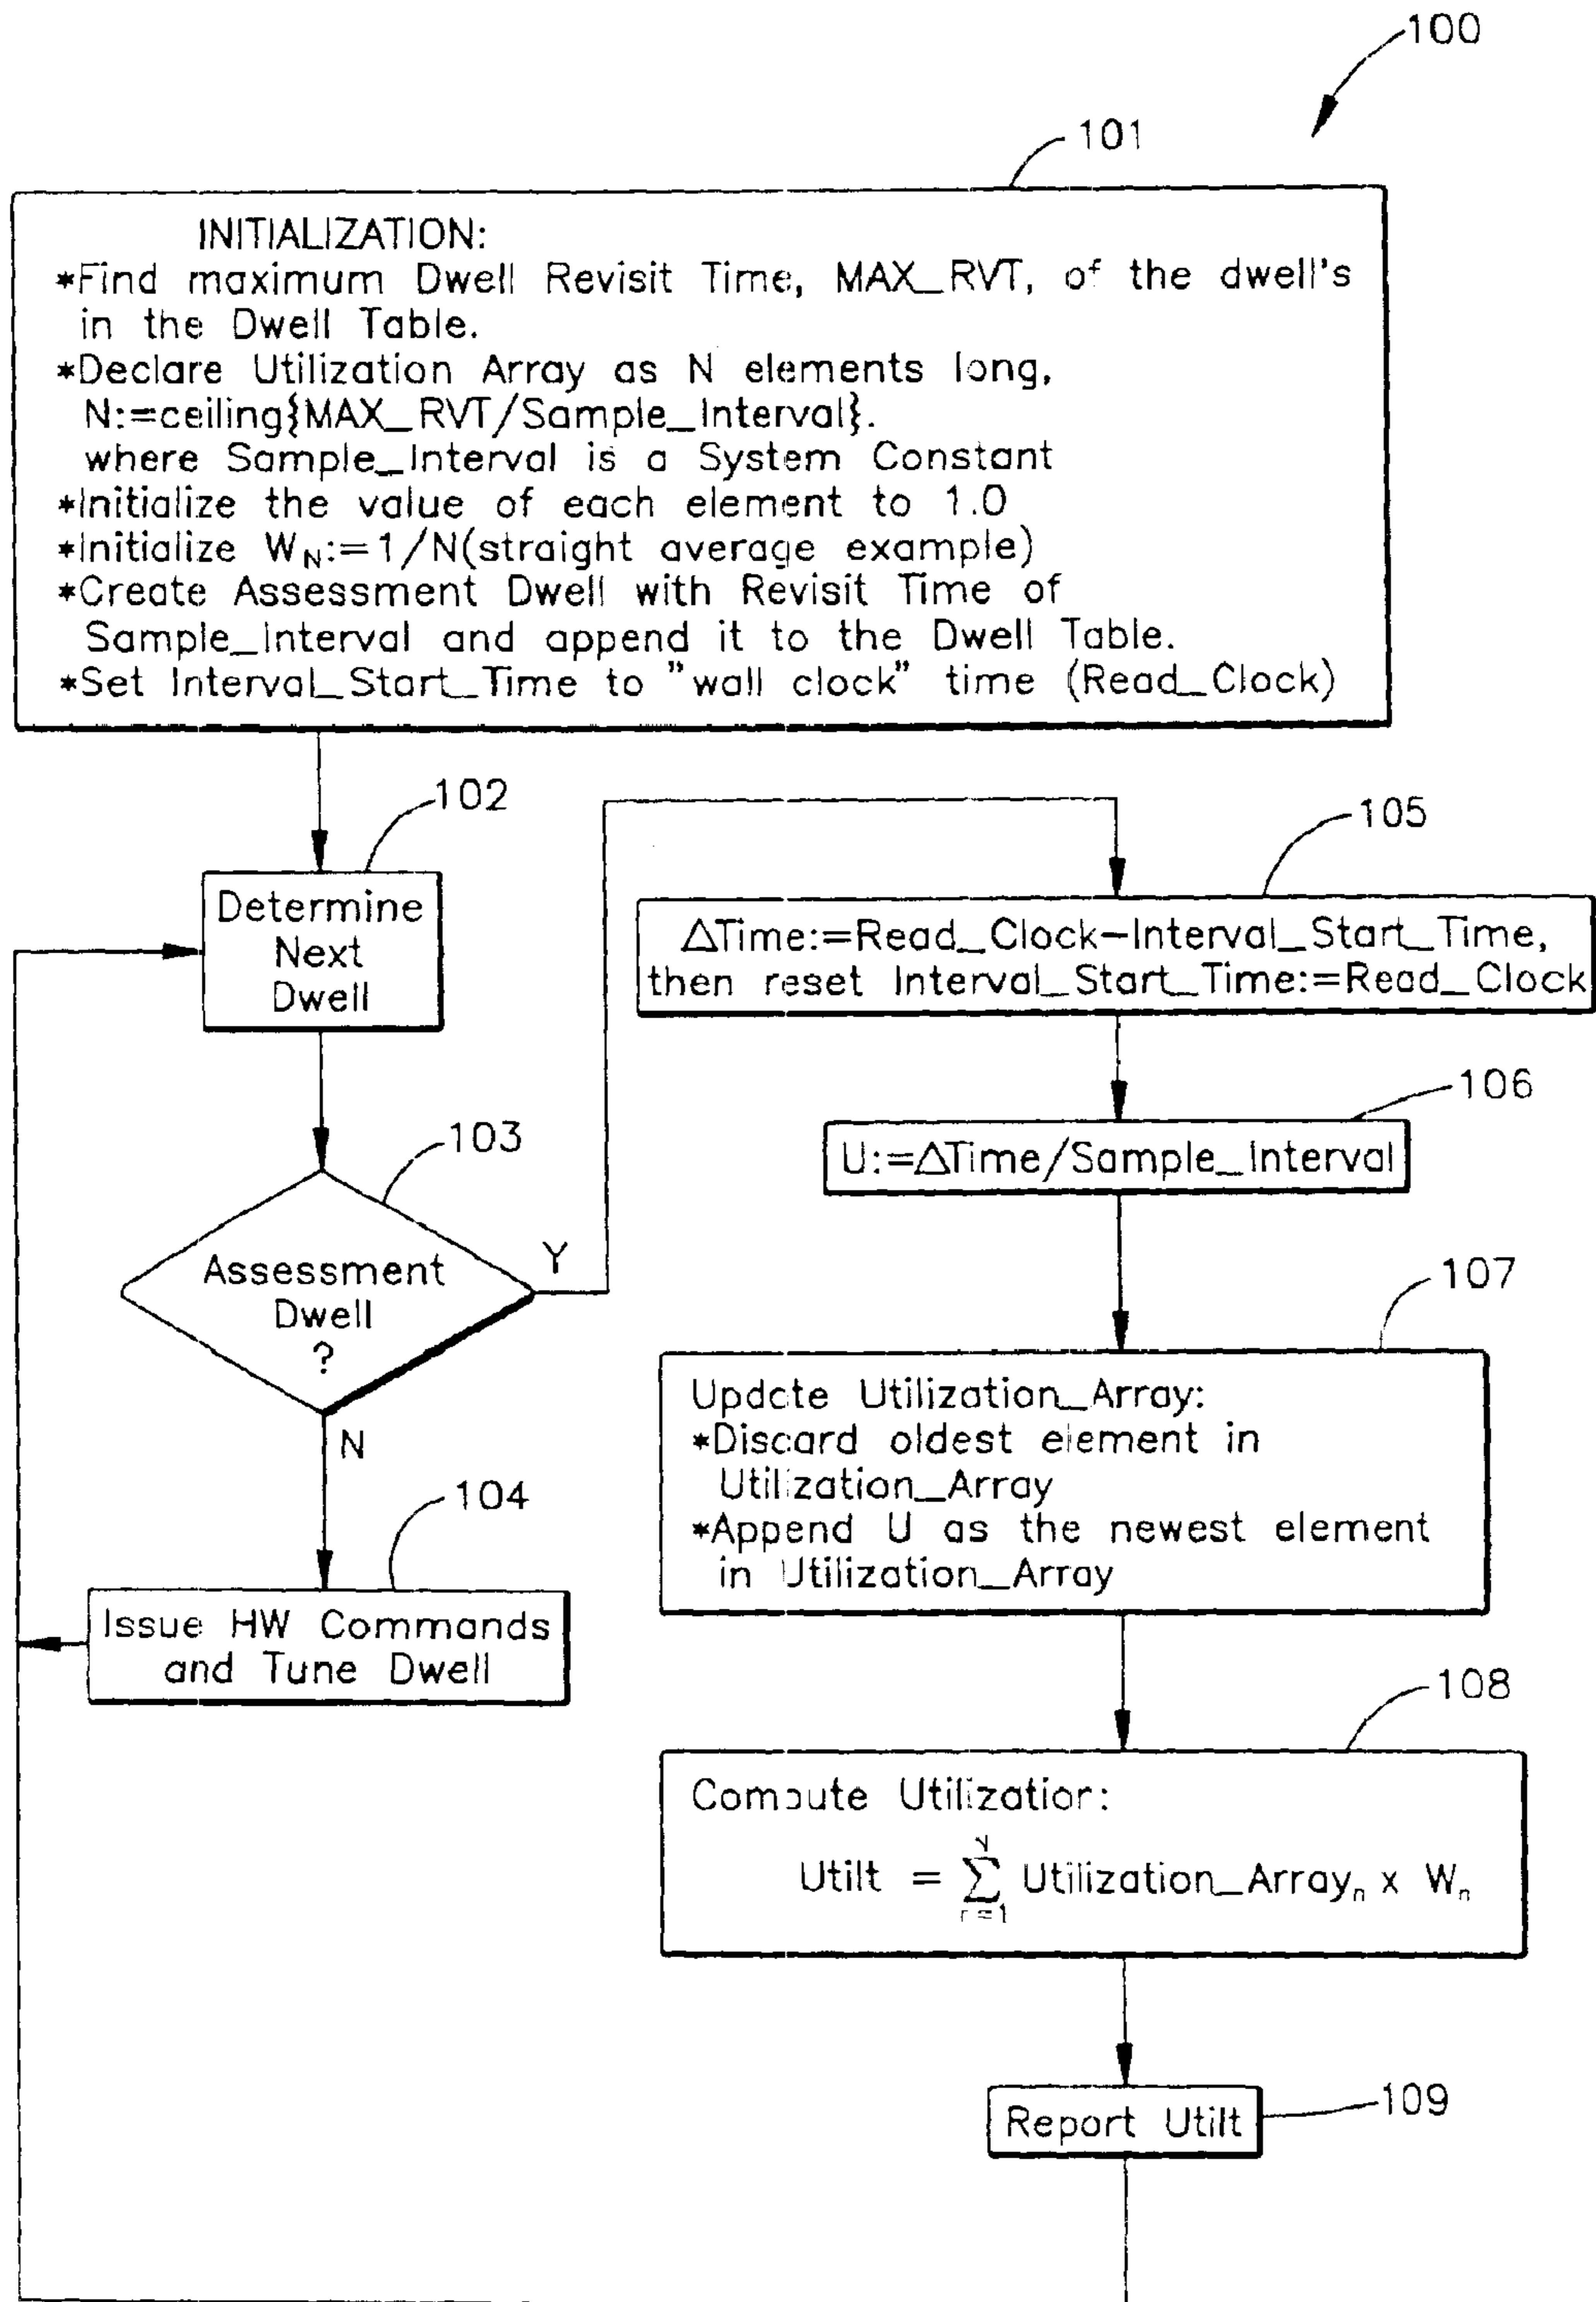 100
101
INITIALIZATION:
*Find maximum Dwell Revisit Time, MAX_RVT, of the dwell's
in the Dwell Table.
*Declare Utilization Array as N elements long,
N:=ceiling{MAX_RVT/Sample_Interval}.
where Sample_Interval is a System Constant
*Initialize the value of each element to 1.0
*Initialize W_N:=1/N(straight average example)
*Create Assessment Dwell with Revisit Time of
Sample_Interval and append it to the Dwell Table.
*Set Interval_Start_Time to "wall clock" time (Read_Clock)
102
Determine
Next
Dwell
103
Assessment
Dwell
?
Y
N
104
Issue HW Commands
and Tune Dwell
105
ΔTime:=Read_Clock-Interval_Start_Time,
then reset Interval_Start_Time:=Read_Clock
106
U:=ΔTime/Sample_Interval
107
Update Utilization_Array:
*Discard oldest element in
Utilization_Array
*Append U as the newest element
in Utilization_Array
108
Compute Utilization:
Utilt = ∑_{n=1}^{N} Utilization_Array_n x W_n
109
Report Utilt